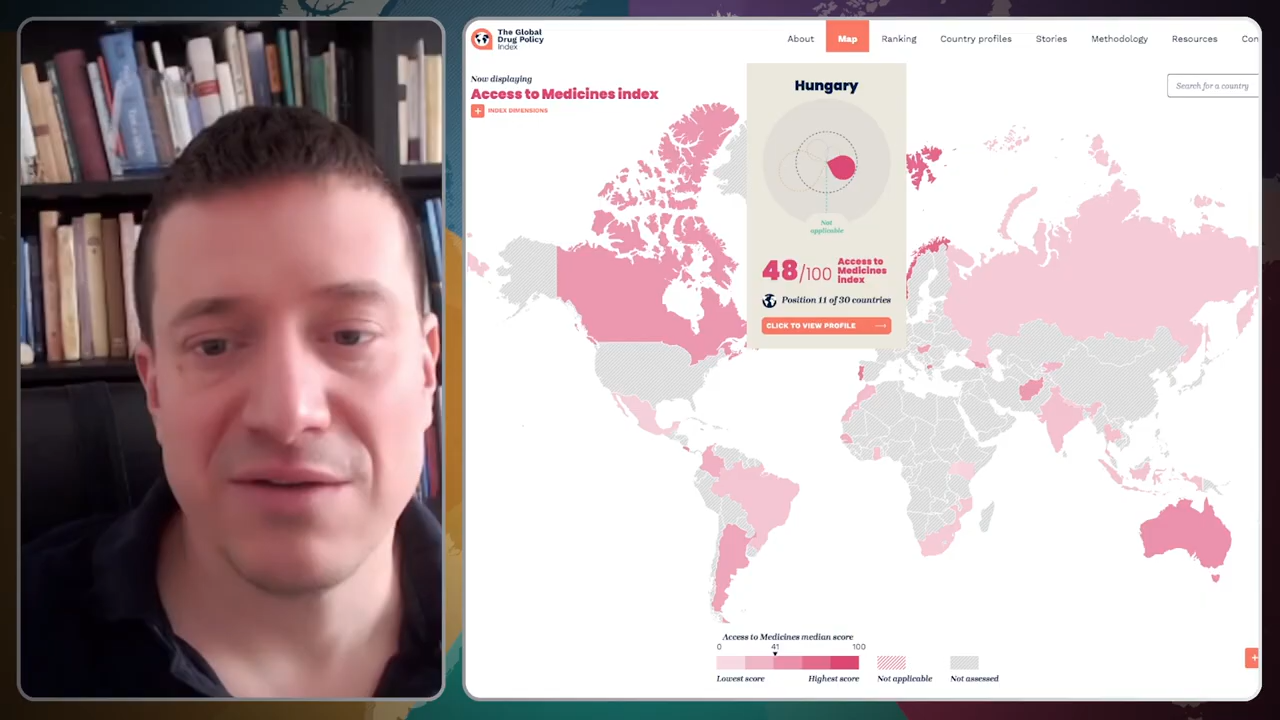 The Global
Drug Policy
Index
About
Map
Ranking
Country profiles
Stories
Methodology
Resources
Con
Now displaying
Access to Medicines index
+ INDEX DIMENSIONS
Search for a country
Hungary
Not
applicable
48/100 Access to
Medicines
index
Position 11 of 30 countries
CLICK TO VIEW PROFILE
Access to Medicines median score
0 41 100
Lowest score Highest score Not applicable Not assessed
+